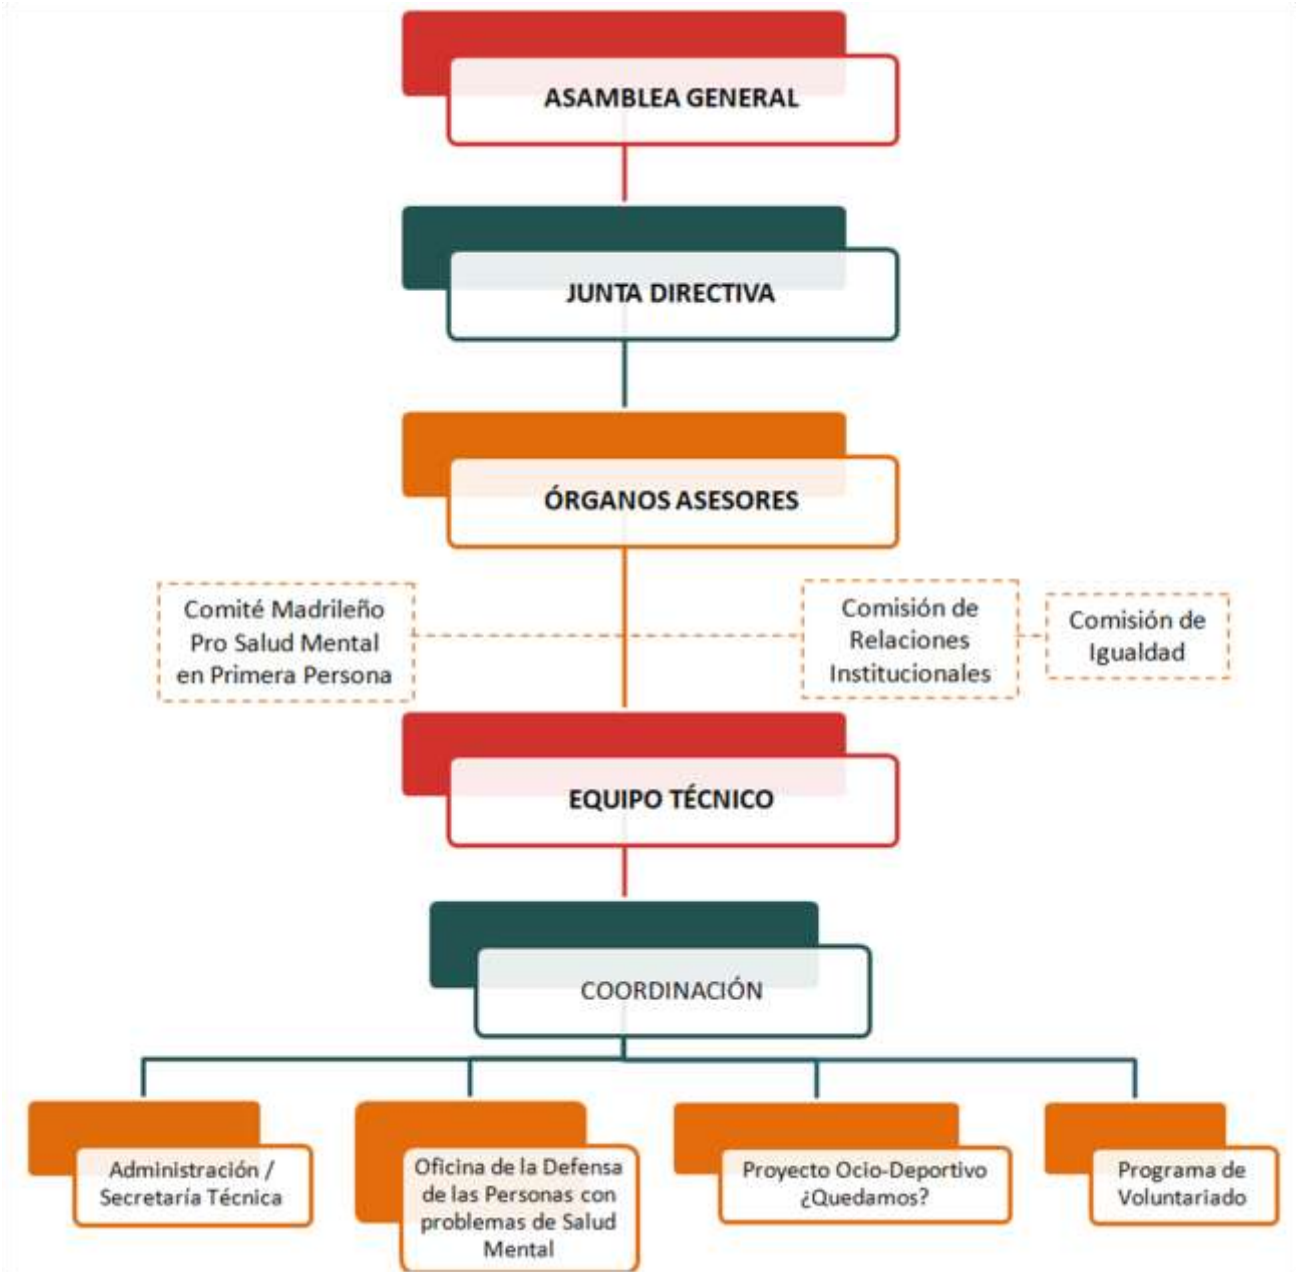 ASAMBLEA GENERAL
JUNTA DIRECTIVA
ÓRGANOS ASESORES
Comité Madrileño
Pro Salud Mental
en Primera Persona
Comisión de
Relaciones
Institucionales
Comisión de
Igualdad
EQUIPO TÉCNICO
COORDINACIÓN
Administración /
Secretaría Técnica
Oficina de la Defensa
de las Personas con
problemas de Salud
Mental
Proyecto Ocio-Deportivo
¿Quedamos?
Programa de
Voluntariado